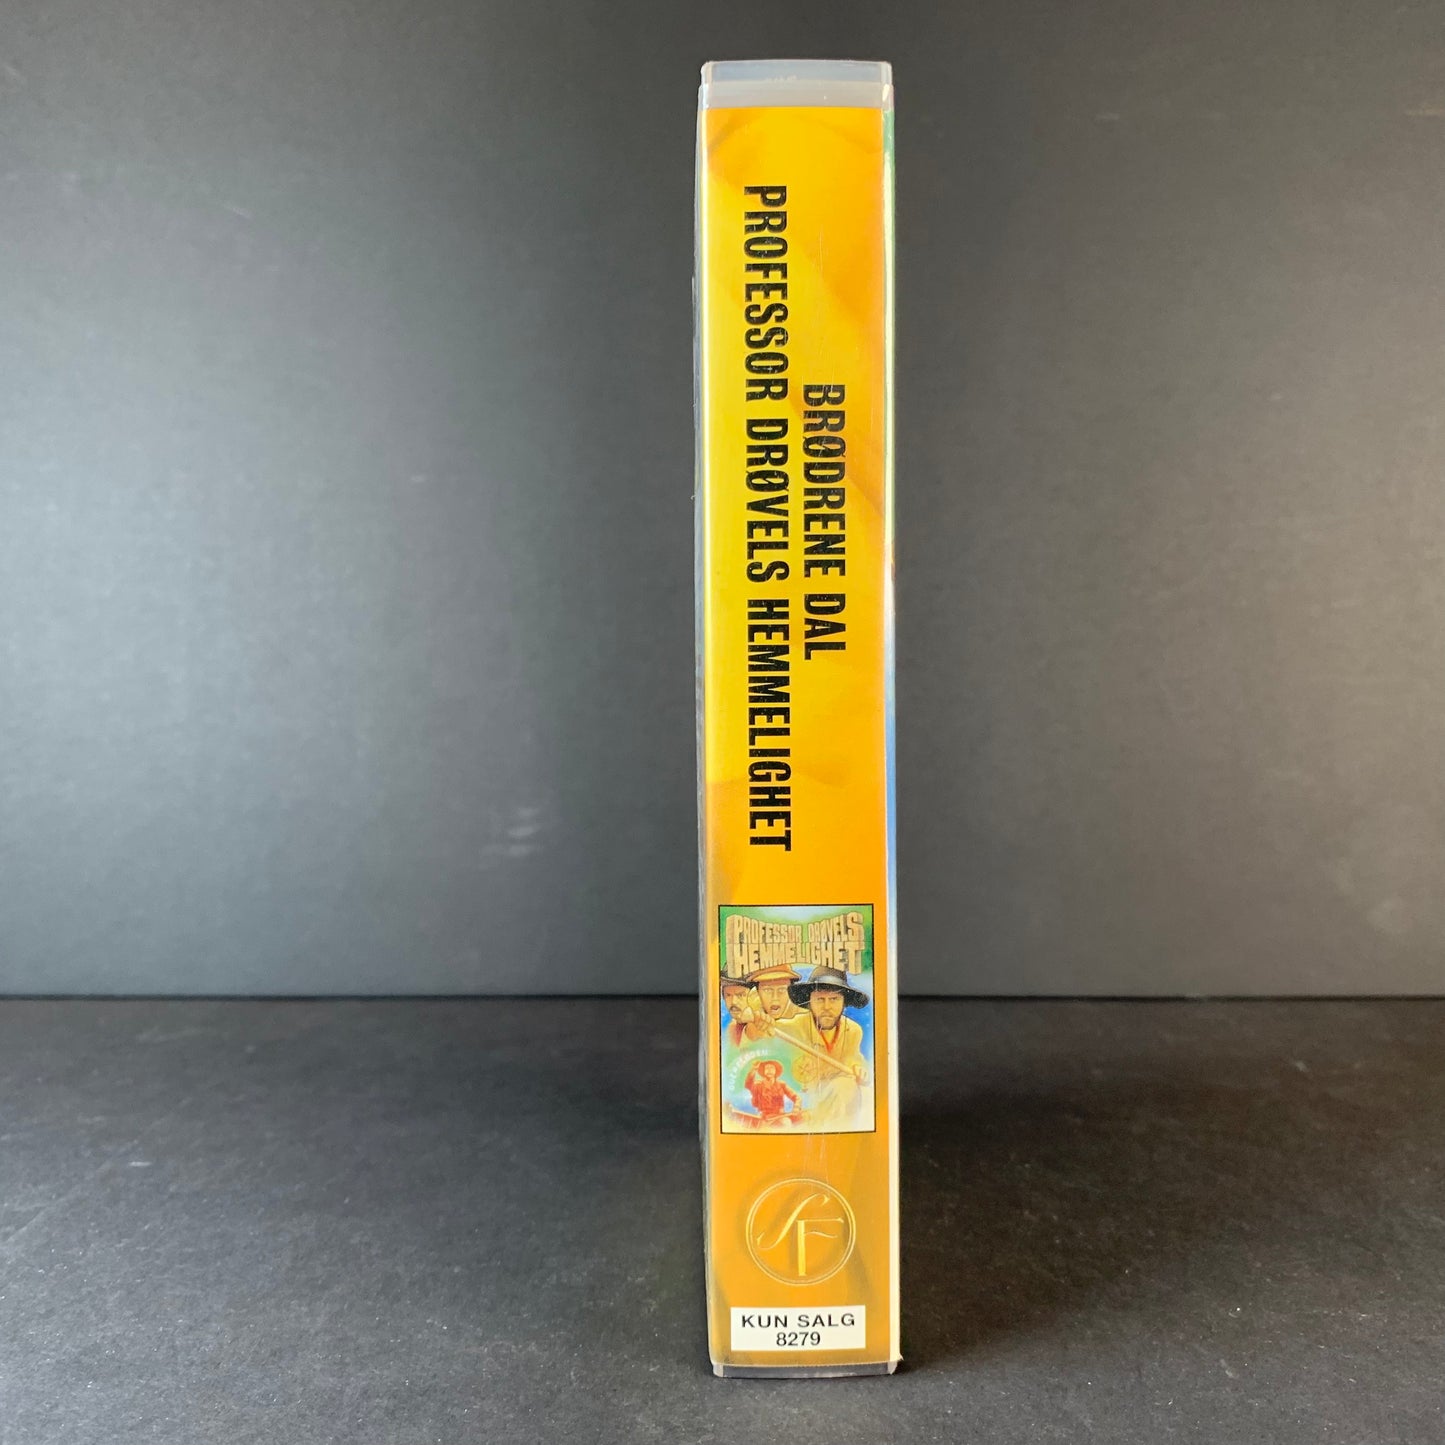 BRØDRENE DAL
PROFESSOR DRØVELS HEMMELIGHET
PROFESSOR DRØVELS
HEMMELIGHET
SF
KUN SALG
8279